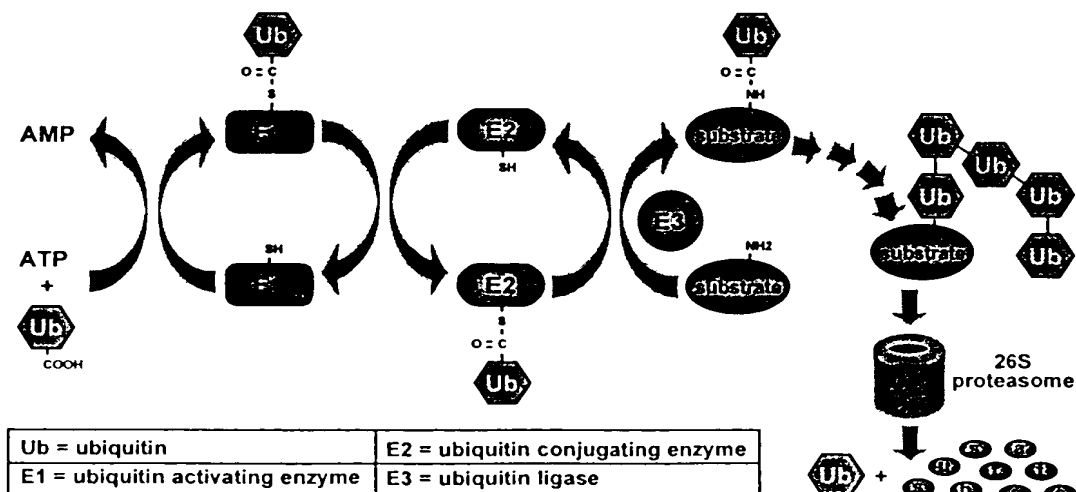 Ub
O=C
S
E
AMP
ATP
+
Ub
COOH
SH
E
E2
SH
E2
S
O=C
Ub
Ub
O=C
NH
substrate
E3
NH2
substrate
Ub
Ub
Ub
Ub
Ub
substrate
26S
proteasome
Ub = ubiquitin
E2 = ubiquitin conjugating enzyme
E1 = ubiquitin activating enzyme
E3 = ubiquitin ligase
Ub +